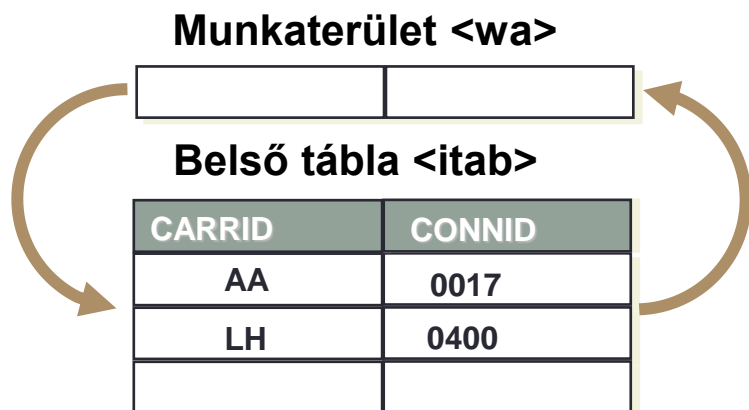 Munkaterület <wa>
Belső tábla <itab>
CARRID CONNID
AA 0017
LH 0400